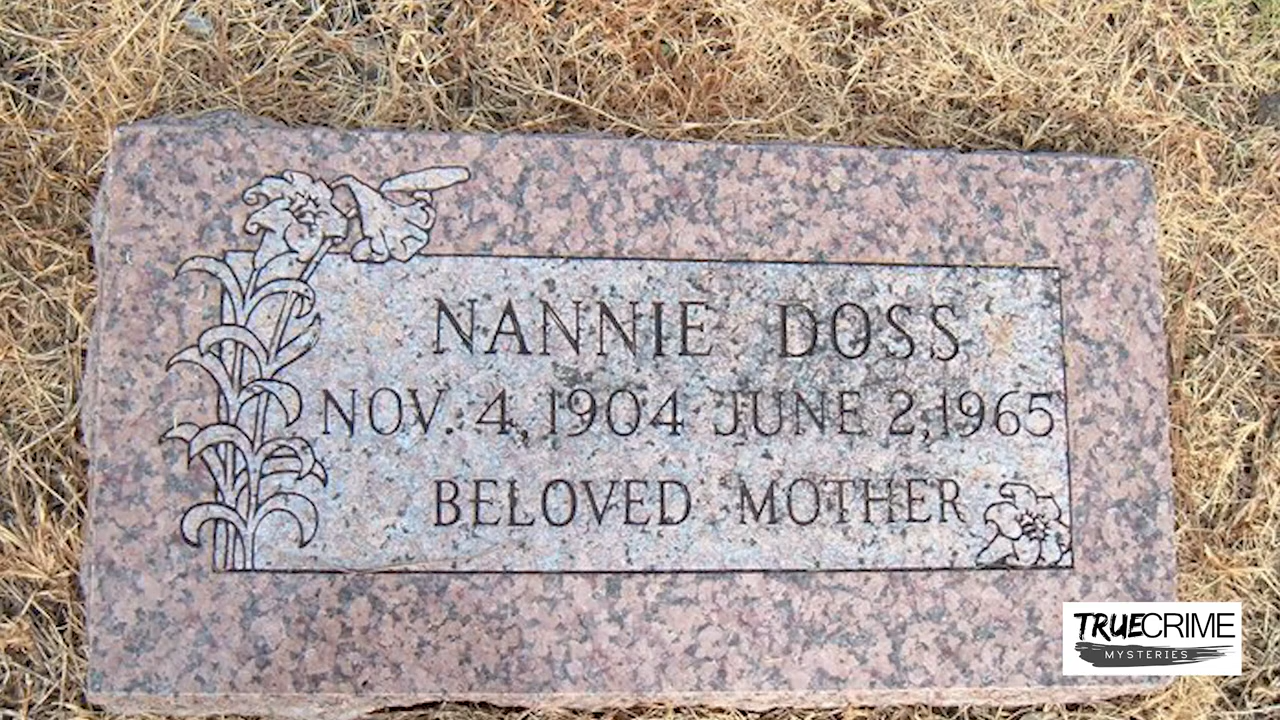 NANNIE DOSS
NOV. 4, 1904 JUNE 2, 1965
BELOVED MOTHER
TRUECRIME
MYSTERIES